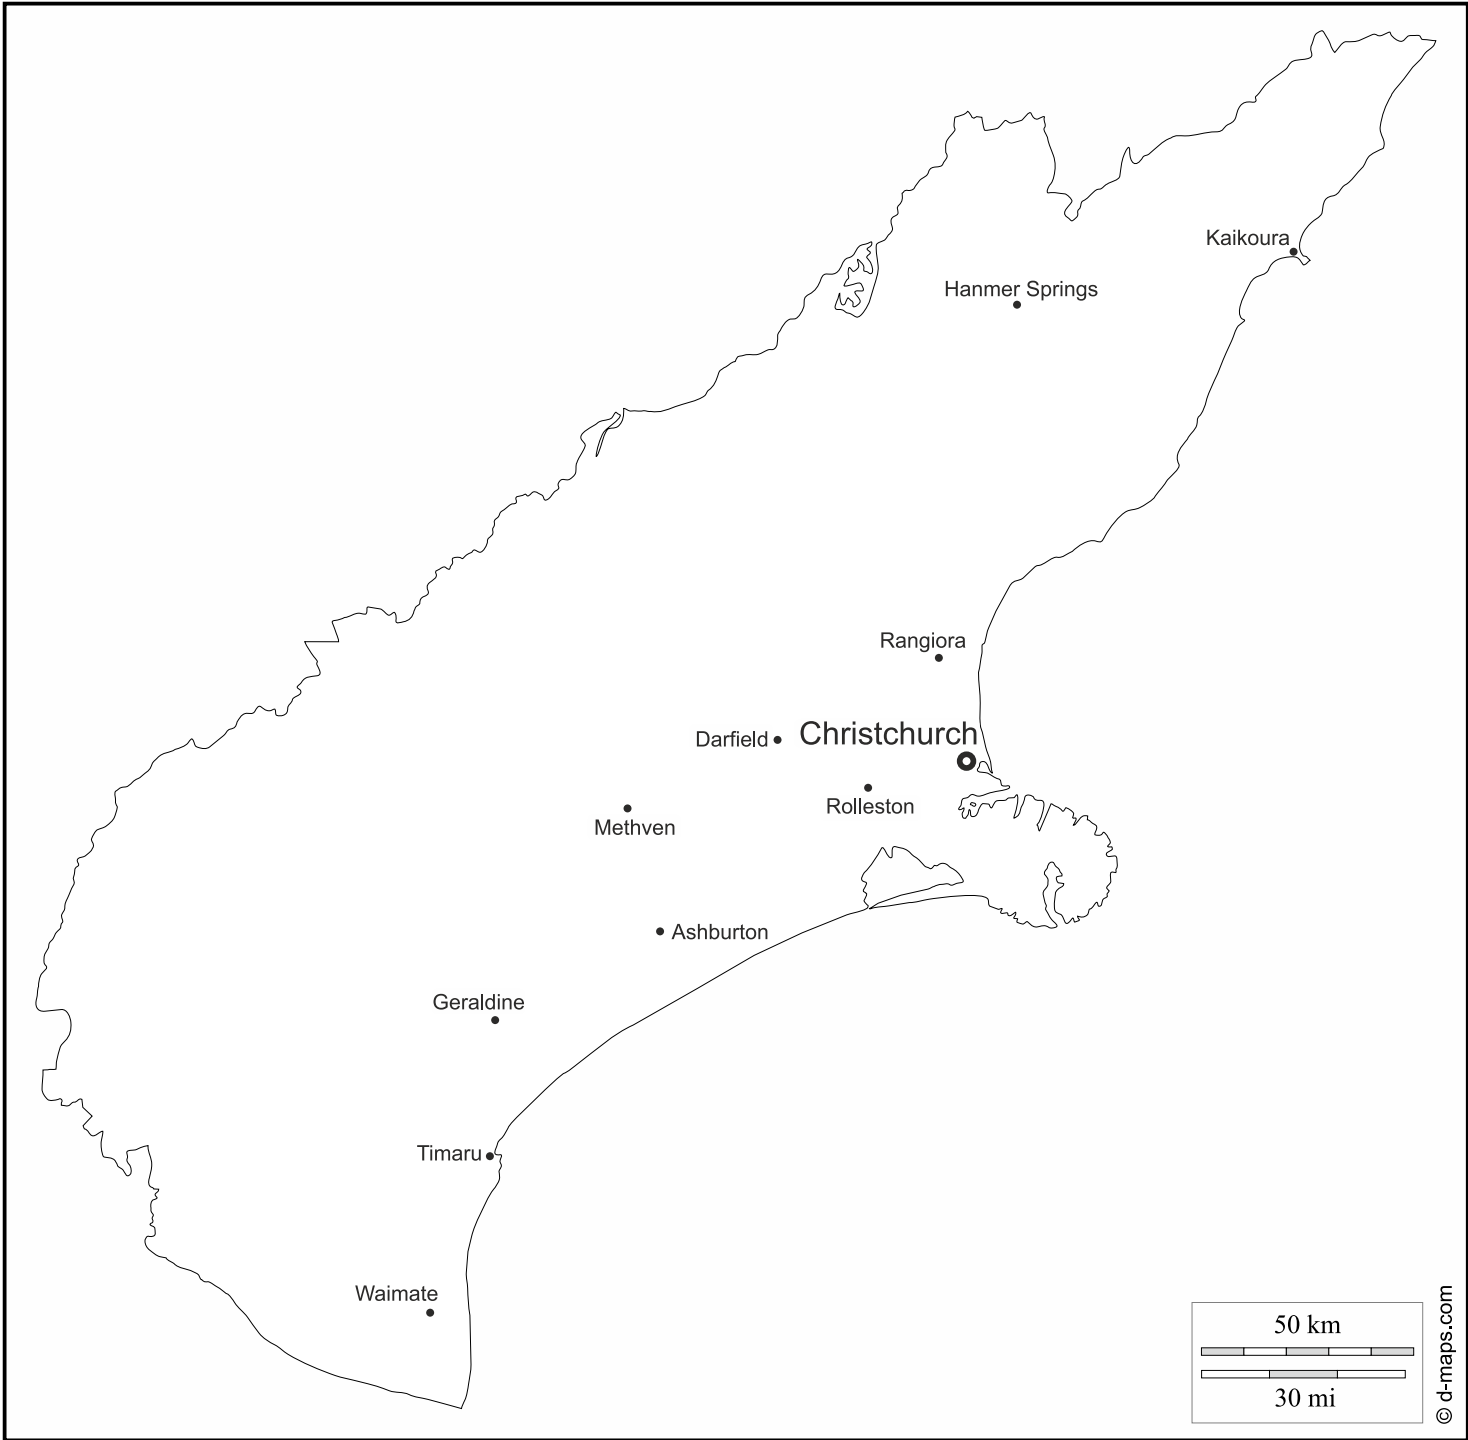 Kaikoura
Hanmer Springs
Rangiora
Christchurch
Darfield
Rolleston
Methven
Ashburton
Geraldine
Timaru
Waimate
50 km
30 mi
© d-maps.com